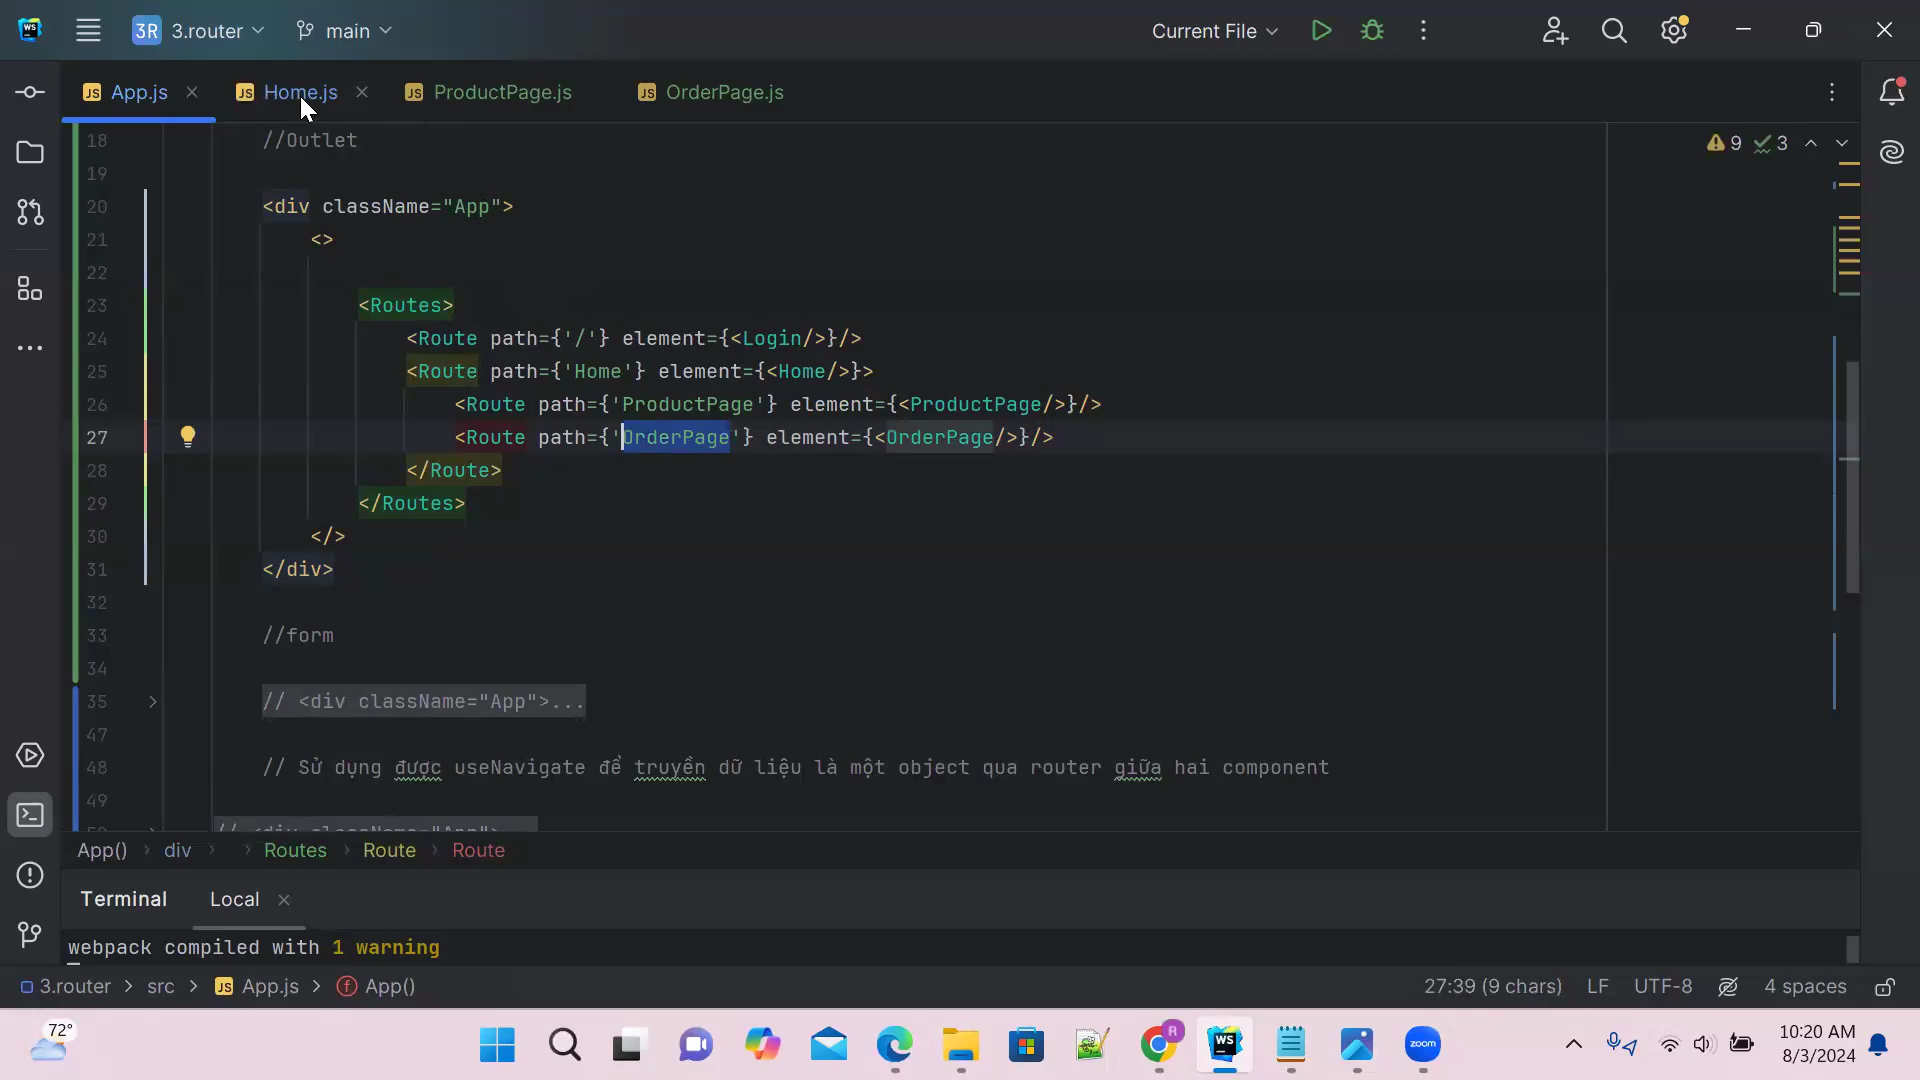 3R 3.router main Current File
App.js Home.js ProductPage.js OrderPage.js
9 3
18 //Outlet
19
20 <div className="App">
21 <>
22
23 <Routes>
24 <Route path={'/'} element={<Login/>}/>
25 <Route path={'Home'} element={<Home/>}>
26 <Route path={'ProductPage'} element={<ProductPage/>}/>
27 <Route path={'OrderPage'} element={<OrderPage/>}/>
28 </Route>
29 </Routes>
30 </>
31 </div>
32
33 //form
34
35 // <div className="App">...
47
48 // Sử dụng được useNavigate để truyền dữ liệu là một object qua router giữa hai component
49
// <div className="App">...
App() div Routes Route Route
Terminal Local
webpack compiled with 1 warning
3.router > src > JS App.js > App() 27:39 (9 chars) LF UTF-8 4 spaces
72° 10:20 AM
8/3/2024